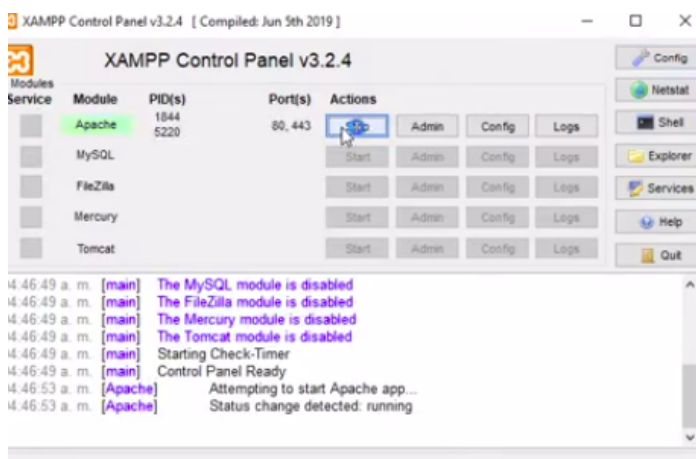 XAMPP Control Panel v3.2.4 [ Compiled: Jun 5th 2019 ]
XAMPP Control Panel v3.2.4
Config
Modules
Service Module PID(s) Port(s) Actions
Netstat
Apache 1844 80, 443 Admin Config Logs
5220
Shell
MySQL Start Admin Config Logs
Explorer
FileZilla Start Admin Config Logs
Services
Mercury Start Admin Config Logs
Help
Tomcat Start Admin Config Logs
Quit
4:46:49 a. m. [main] The MySQL module is disabled
4:46:49 a. m. [main] The FileZilla module is disabled
4:46:49 a. m. [main] The Mercury module is disabled
4:46:49 a. m. [main] The Tomcat module is disabled
4:46:49 a. m. [main] Starting Check-Timer
4:46:49 a. m. [main] Control Panel Ready
4:46:53 a. m. [Apache] Attempting to start Apache app...
4:46:53 a. m. [Apache] Status change detected: running